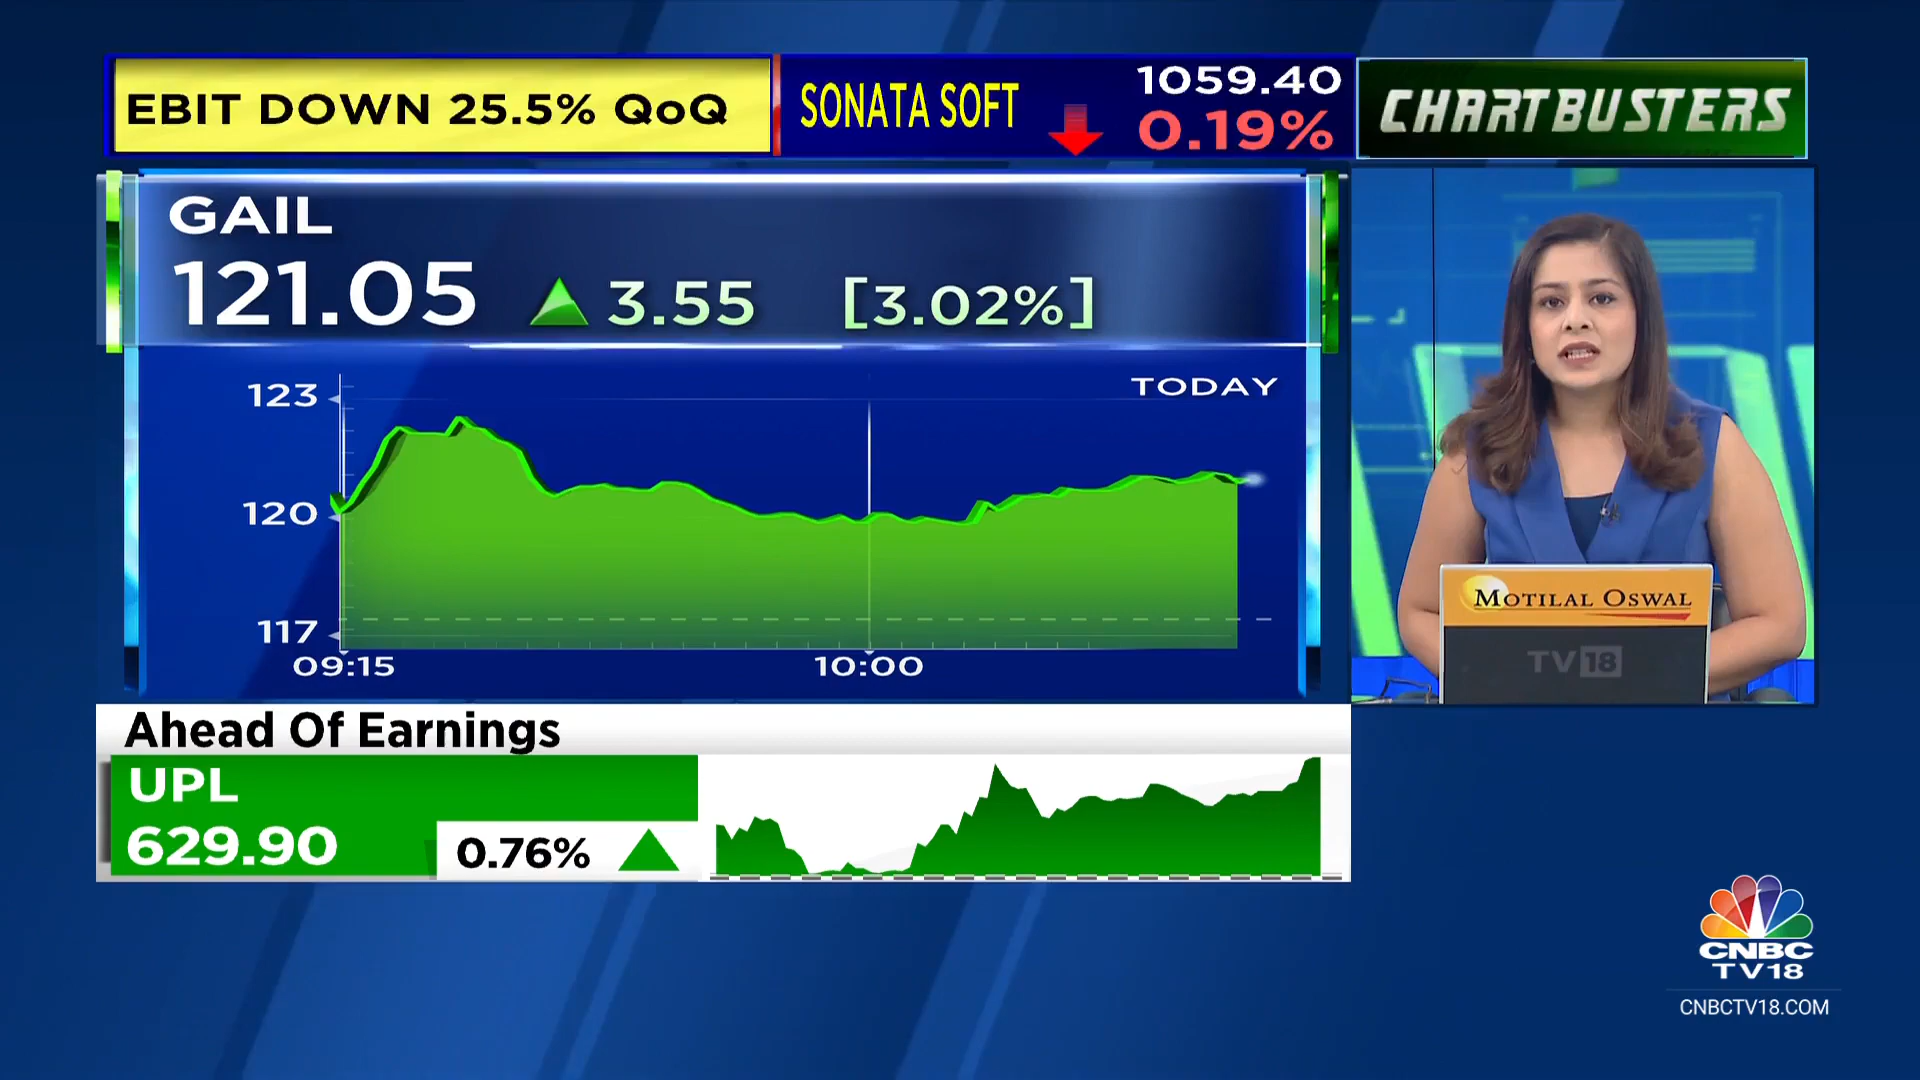 EBIT DOWN 25.5% QoQ
SONATA SOFT
1059.40
0.19%
CHARTBUSTERS
GAIL
121.05
3.55
[3.02%]
TODAY
123
120
117
09:15
10:00
MOTILAL OSWAL
TV18
Ahead Of Earnings
UPL
629.90
0.76%
CNBC
TV18
CNBCTV18.COM